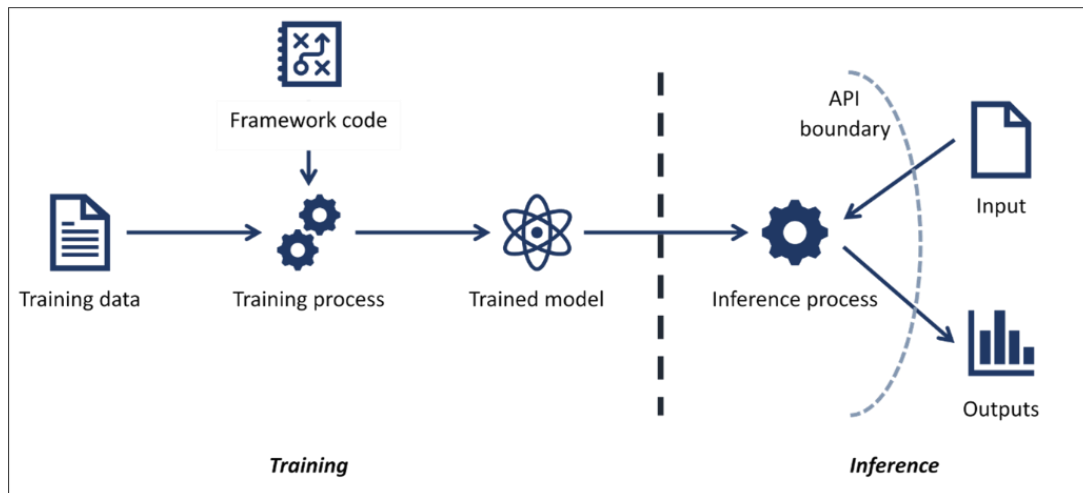 Framework code
API
boundary
Input
Training data
Training process
Trained model
Inference process
Outputs
Training
Inference